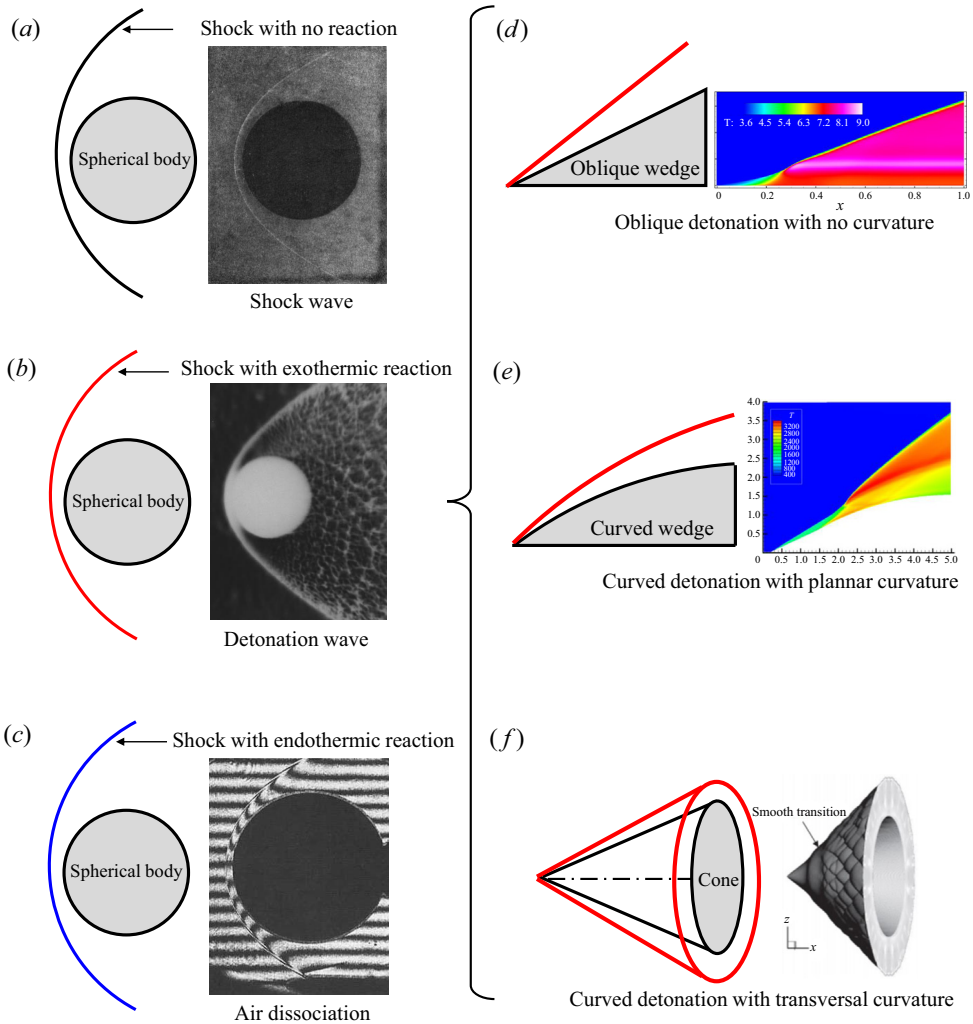 (a)
Shock with no reaction
Spherical body
Shock wave
(b)
Shock with exothermic reaction
Spherical body
Detonation wave
(c)
Shock with endothermic reaction
Spherical body
Air dissociation
(d)
Oblique wedge
T: 3.6 4.5 5.4 6.3 7.2 8.1 9.0
0 0.2 0.4 0.6 0.8 1.0
x
Oblique detonation with no curvature
(e)
Curved wedge
4.0
3.5
3.0
2.5
2.0
1.5
1.0
0.5
T
3200
2800
2400
2000
1600
1200
800
400
0 0.5 1.0 1.5 2.0 2.5 3.0 3.5 4.0 4.5 5.0
Curved detonation with plannar curvature
(f)
Cone
Smooth transition
z
x
Curved detonation with transversal curvature